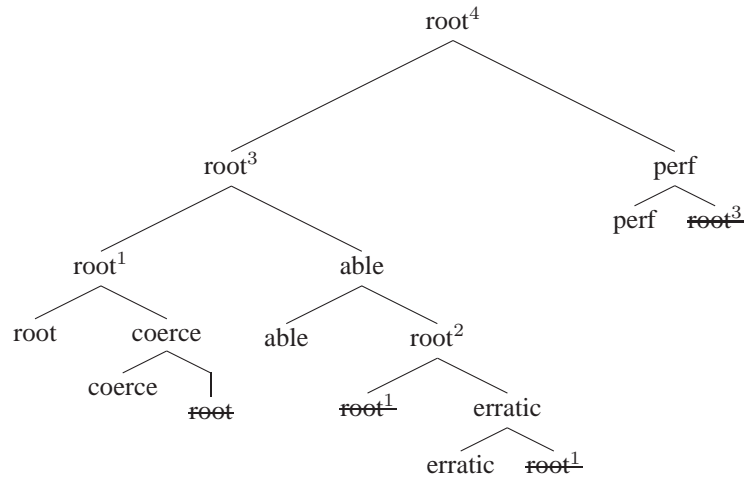 root⁴
root³ perf
perf root³
root¹ able
root coerce able root²
coerce root root¹ erratic
erratic root¹